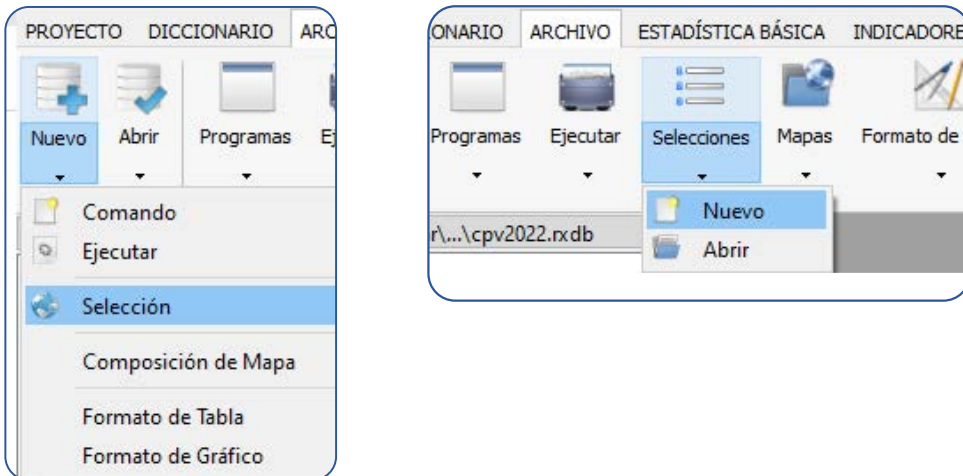 PROYECTO DICCIONARIO ARC
Nuevo Abrir Programas Ej
Comando
Ejecutar
Selección
Composición de Mapa
Formato de Tabla
Formato de Gráfico
ONARIO ARCHIVO ESTADÍSTICA BÁSICA INDICADORE
Programas Ejecutar Selecciones Mapas Formato de
r\...\cpv2022.rxdb
Nuevo
Abrir